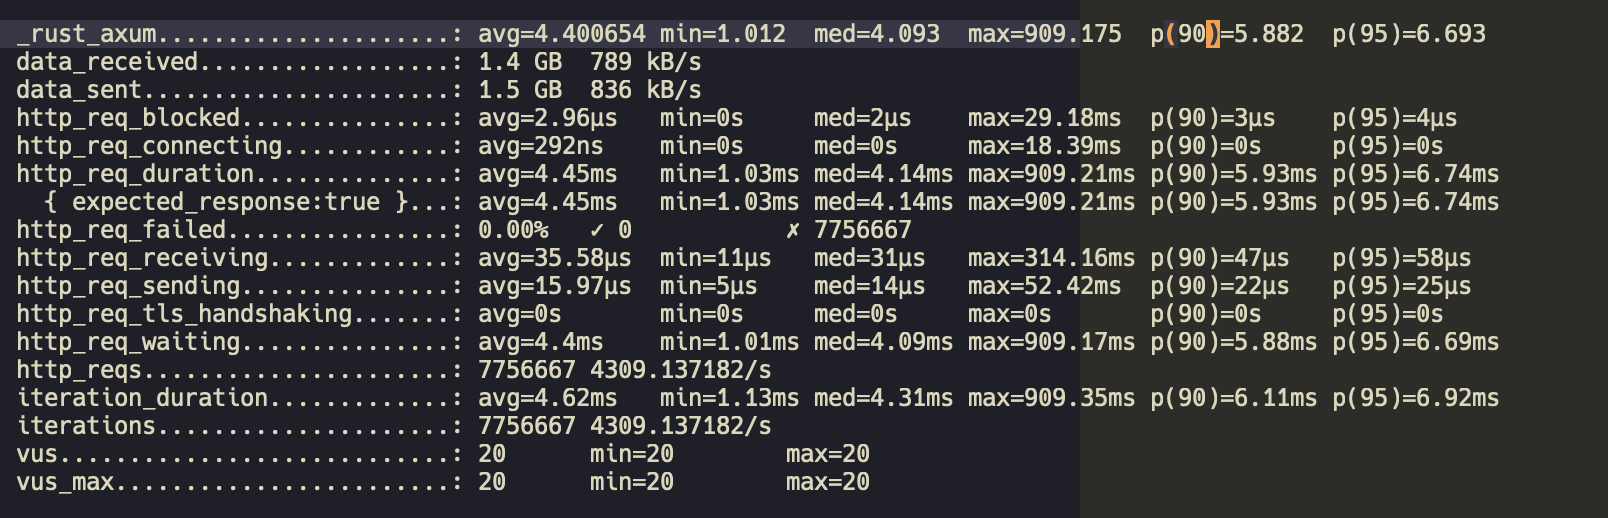 _rust_axum.....................: avg=4.400654 min=1.012  med=4.093  max=909.175  p(90)=5.882  p(95)=6.693
data_received..................: 1.4 GB  789 kB/s
data_sent......................: 1.5 GB  836 kB/s
http_req_blocked...............: avg=2.96µs   min=0s     med=2µs    max=29.18ms  p(90)=3µs    p(95)=4µs
http_req_connecting............: avg=292ns    min=0s     med=0s     max=18.39ms  p(90)=0s     p(95)=0s
http_req_duration..............: avg=4.45ms   min=1.03ms med=4.14ms max=909.21ms p(90)=5.93ms p(95)=6.74ms
  { expected_response:true }...: avg=4.45ms   min=1.03ms med=4.14ms max=909.21ms p(90)=5.93ms p(95)=6.74ms
http_req_failed................: 0.00%   ✓ 0           ✗ 7756667
http_req_receiving.............: avg=35.58µs  min=11µs   med=31µs   max=314.16ms p(90)=47µs   p(95)=58µs
http_req_sending...............: avg=15.97µs  min=5µs    med=14µs   max=52.42ms  p(90)=22µs   p(95)=25µs
http_req_tls_handshaking.......: avg=0s       min=0s     med=0s     max=0s       p(90)=0s     p(95)=0s
http_req_waiting...............: avg=4.4ms    min=1.01ms med=4.09ms max=909.17ms p(90)=5.88ms p(95)=6.69ms
http_reqs......................: 7756667 4309.137182/s
iteration_duration.............: avg=4.62ms   min=1.13ms med=4.31ms max=909.35ms p(90)=6.11ms p(95)=6.92ms
iterations.....................: 7756667 4309.137182/s
vus............................: 20      min=20        max=20
vus_max........................: 20      min=20        max=20